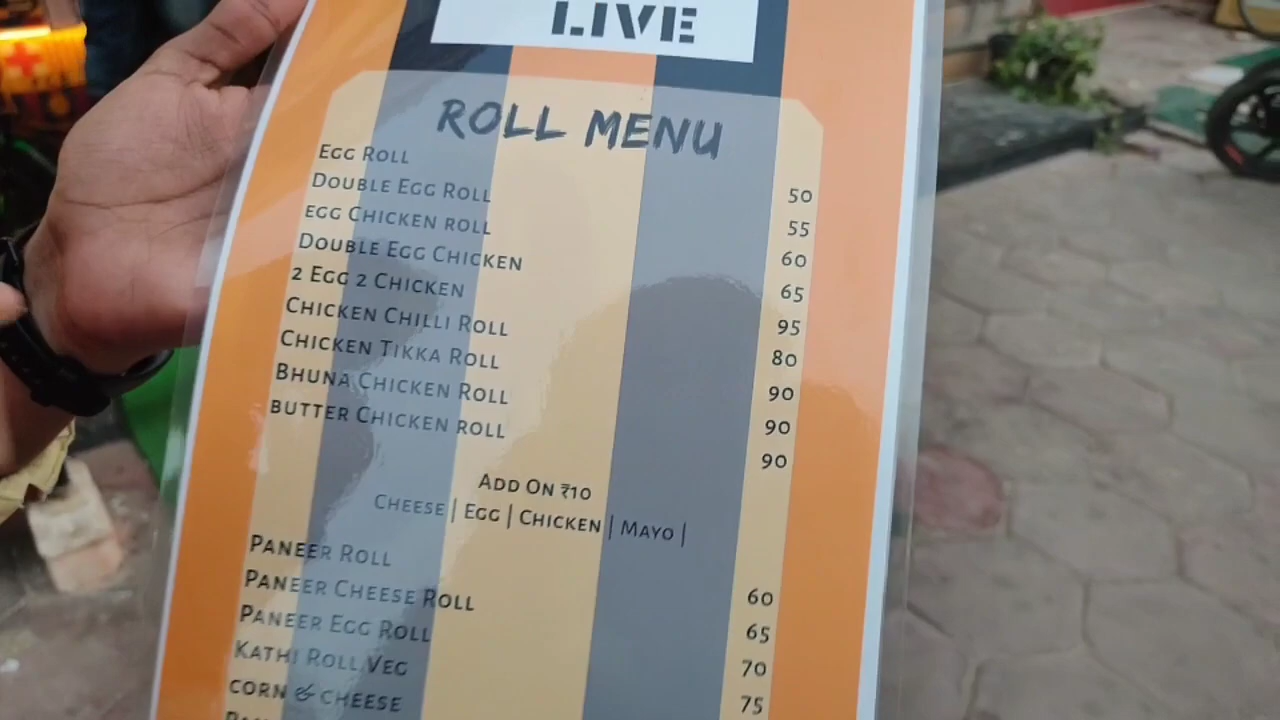 LIVE
ROLL MENU
Egg Roll 50
Double Egg Roll 55
egg Chicken roll 60
Double Egg Chicken 65
2 Egg 2 Chicken 95
Chicken Chilli Roll 80
Chicken Tikka Roll 90
Bhuna Chicken Roll 90
butter Chicken roll 90
Add On ₹10
Cheese | Egg | Chicken | Mayo |
Paneer Roll 60
Paneer Cheese Roll 65
Paneer Egg Roll 70
Kathi Roll Veg 75
corn & cheese